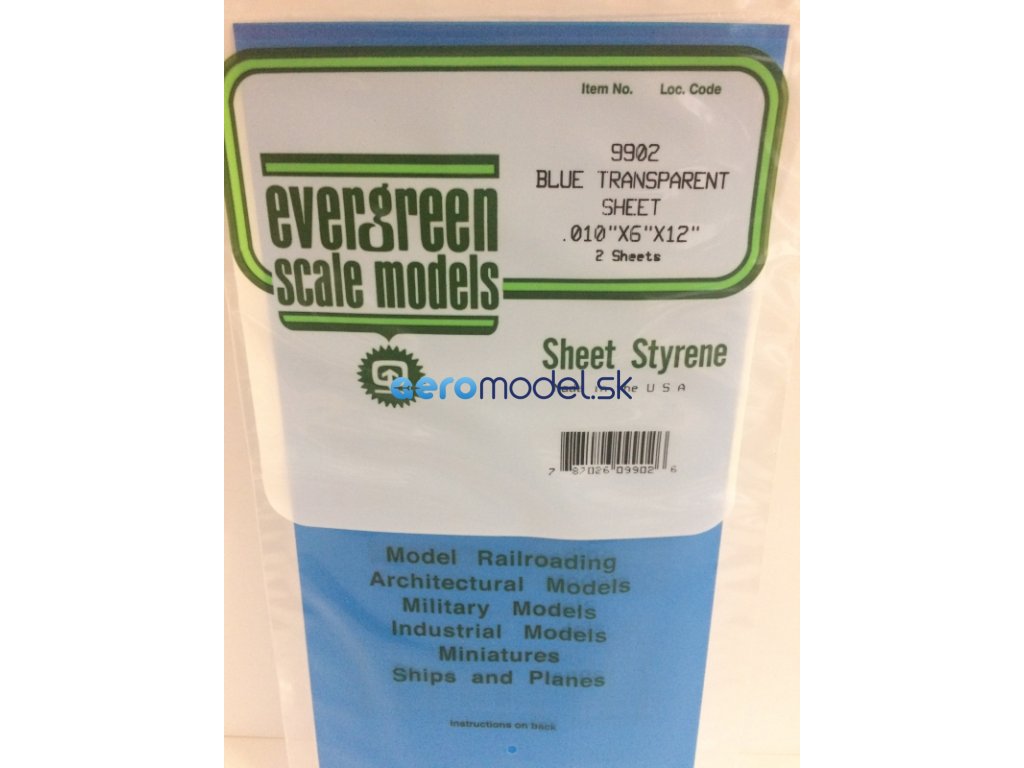 Item No. Loc. Code
9902
BLUE TRANSPARENT
SHEET
.010"X6"X12"
2 Sheets
evergreen
scale models
Sheet Styrene
aeromodel.sk
U S A
7 87026 09902 6
Model Railroading
Architectural Models
Military Models
Industrial Models
Miniatures
Ships and Planes
instructions on back